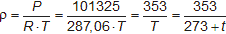 ρ = P / (R · T) = 101325 / (287,06 · T) = 353 / T = 353 / (273 + t)